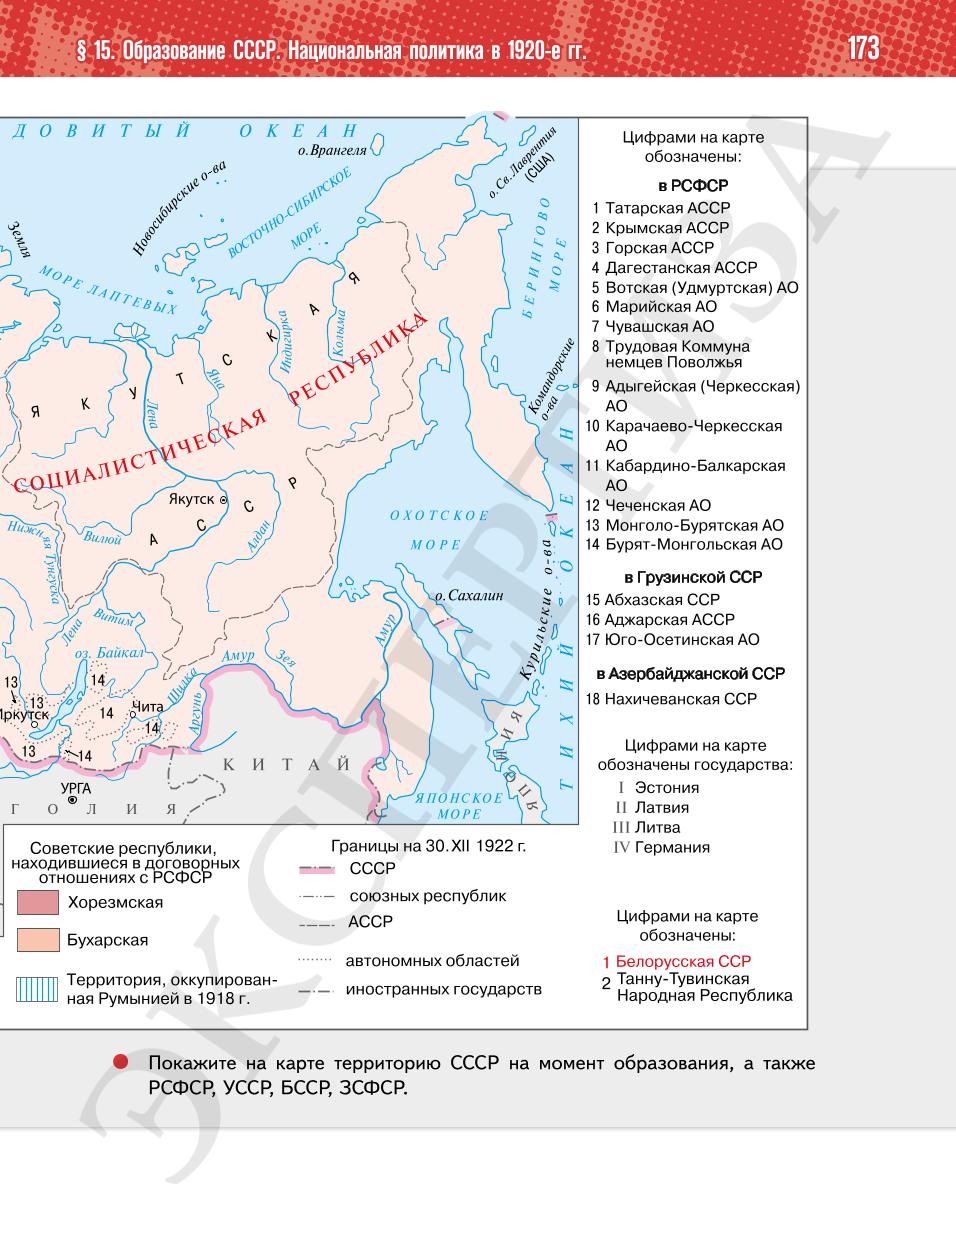 § 15. Образование СССР. Национальная политика в 1920-е гг.
173
ДОВИТЫЙ ОКЕАН
о.Врангеля
о.Св.Лаврентия
(США)
Новосибирские о-ва
ВОСТОЧНО-СИБИРСКОЕ
МОРЕ
Земля
МОРЕ ЛАПТЕВЫХ
БЕРИНГОВО
МОРЕ
Командорские
о-ва
ЯКУТСКАЯ
АССР
Индигирка
Колыма
Яна
Лена
СОЦИАЛИСТИЧЕСКАЯ РЕСПУБЛИКА
Якутск
Вилюй
Алдан
Нижняя Тунгуска
ОХОТСКОЕ
МОРЕ
о.Сахалин
Курильские о-ва
ТИХИЙ ОКЕАН
Лена
Витим
оз. Байкал
Амур
Зея
Амур
Шилка
Аргунь
13
13
14
14
14
13
14
Иркутск
Чита
КИТАЙ
УРГА
ГОЛИЯ
ЯПОНИЯ
ЯПОНСКОЕ
МОРЕ
Цифрами на карте
обозначены:
в РСФСР
1 Татарская АССР
2 Крымская АССР
3 Горская АССР
4 Дагестанская АССР
5 Вотская (Удмуртская) АО
6 Марийская АО
7 Чувашская АО
8 Трудовая Коммуна
немцев Поволжья
9 Адыгейская (Черкесская)
АО
10 Карачаево-Черкесская
АО
11 Кабардино-Балкарская
АО
12 Чеченская АО
13 Монголо-Бурятская АО
14 Бурят-Монгольская АО
в Грузинской ССР
15 Абхазская ССР
16 Аджарская АССР
17 Юго-Осетинская АО
в Азербайджанской ССР
18 Нахичеванская ССР
Цифрами на карте
обозначены государства:
I Эстония
II Латвия
III Литва
IV Германия
Цифрами на карте
обозначены:
1 Белорусская ССР
2 Танну-Тувинская
Народная Республика
Советские республики,
находившиеся в договорных
отношениях с РСФСР
Хорезмская
Бухарская
Территория, оккупирован-
ная Румынией в 1918 г.
Границы на 30.XII 1922 г.
СССР
союзных республик
АССР
автономных областей
иностранных государств
Покажите на карте территорию СССР на момент образования, а также
РСФСР, УССР, БССР, ЗСФСР.
ЭКСПЕРТИЗА